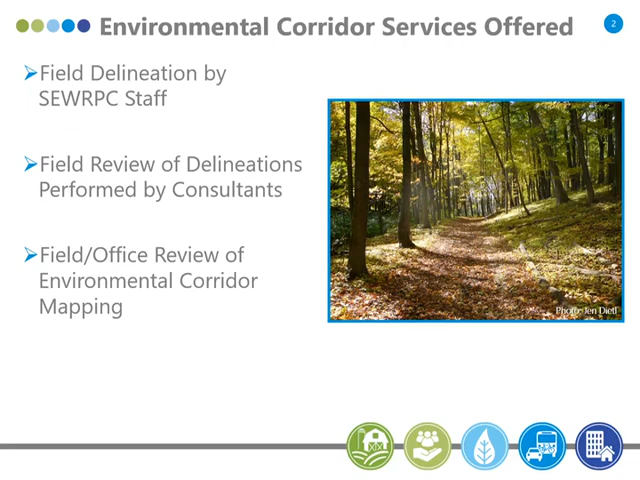 Environmental Corridor Services Offered
2
➢Field Delineation by
SEWRPC Staff
➢Field Review of Delineations
Performed by Consultants
➢Field/Office Review of
Environmental Corridor
Mapping
Photo: Jen Dietl